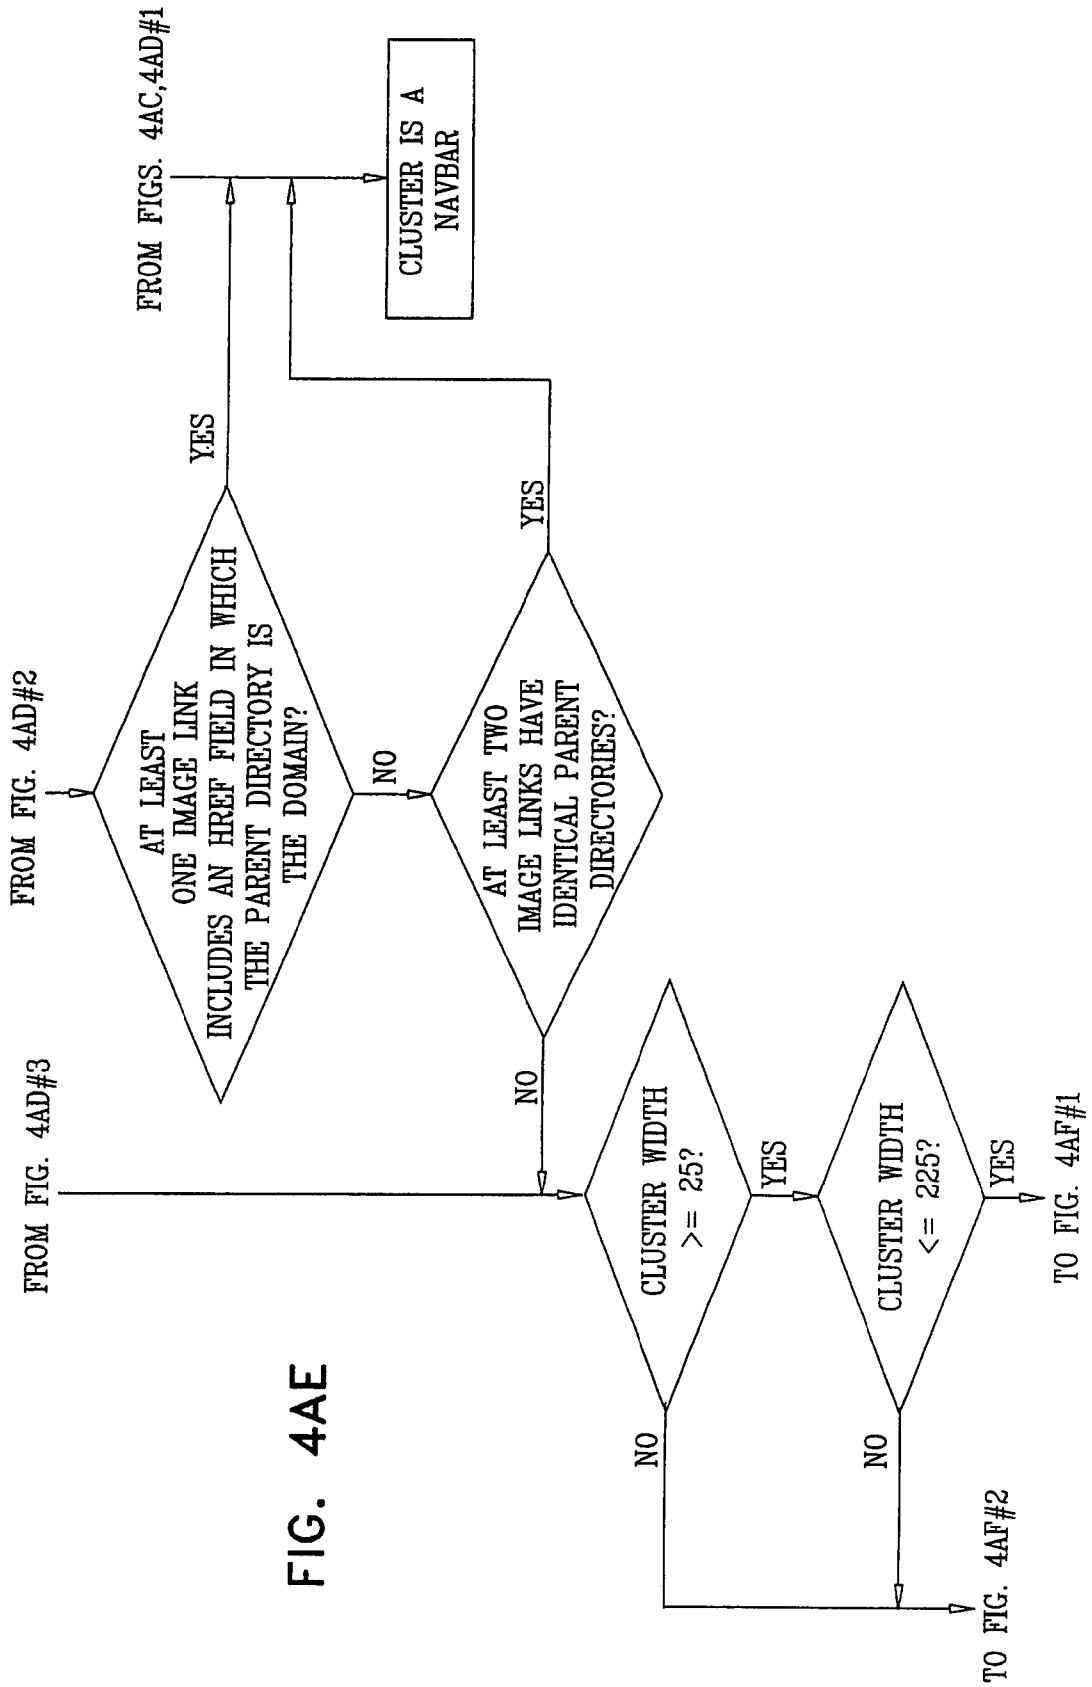 FIG. 4AE
FROM FIG. 4AD#3
FROM FIG. 4AD#2
FROM FIGS. 4AC,4AD#1
AT LEAST
ONE IMAGE LINK
INCLUDES AN HREF FIELD IN WHICH
THE PARENT DIRECTORY IS
THE DOMAIN?
YES
NO
CLUSTER IS A
NAVBAR
AT LEAST TWO
IMAGE LINKS HAVE
IDENTICAL PARENT
DIRECTORIES?
YES
NO
CLUSTER WIDTH
>= 25?
NO
YES
CLUSTER WIDTH
<= 225?
NO
YES
TO FIG. 4AF#2
TO FIG. 4AF#1